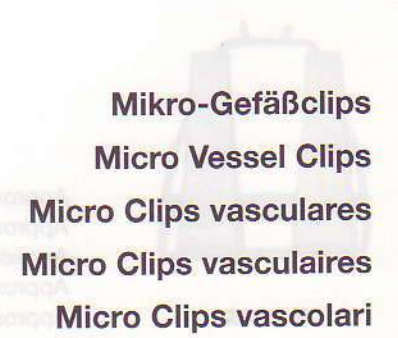 Mikro-Gefäßclips
Micro Vessel Clips
Micro Clips vasculares
Micro Clips vasculaires
Micro Clips vascolari